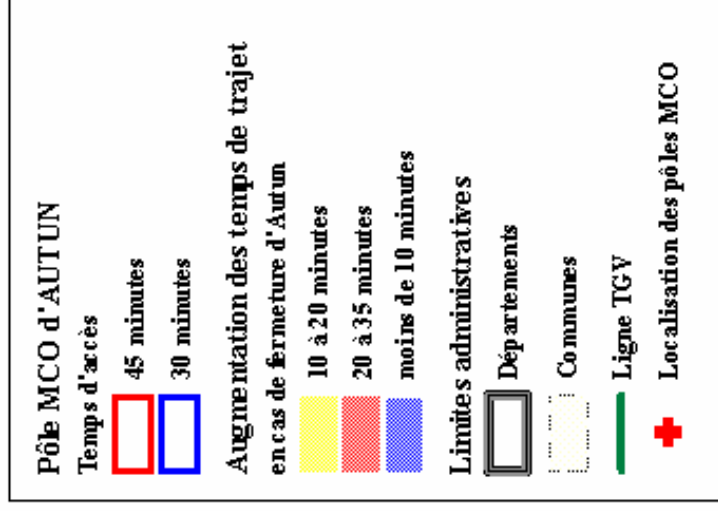 Pôle MCO d'AUTUN
Temps d'accès
45 minutes
30 minutes
Augmentation des temps de trajet
en cas de fermeture d'Autun
10 à 20 minutes
20 à 35 minutes
moins de 10 minutes
Limites administratives
Départements
Communes
Ligne TGV
Localisation des pôles MCO